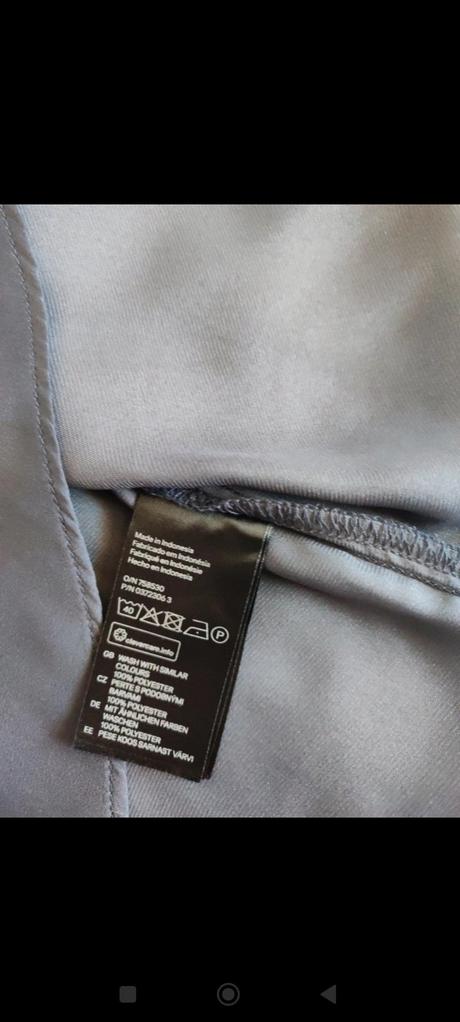 Made in Indonesia
Fabricado em Indonésia
Fabriqué en Indonésie
Hecho en Indonesia
O/N 758530
P/N 0372306 3
40
P
clevercare.info
GB WASH WITH SIMILAR
COLOURS
100% POLYESTER
CZ PERTE S PODOBNÝMI
BARVAMI
100% POLYESTER
DE MIT ÄHNLICHEN FARBEN
WASCHEN
100% POLYESTER
EE PESE KOOS SARNAST VÄRVI